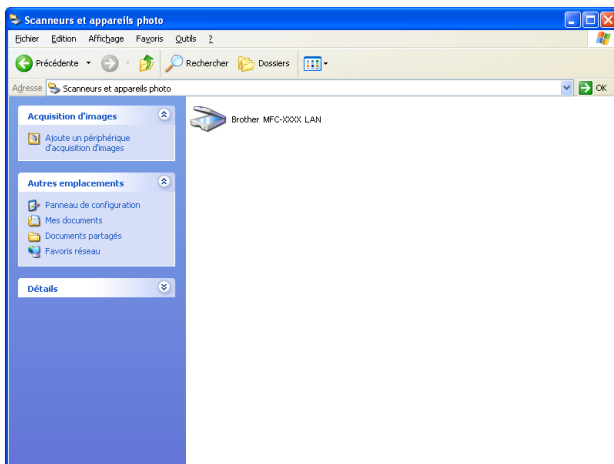 Scanneurs et appareils photo
Fichier Edition Affichage Favoris Outils ?
Précédente Rechercher Dossiers
Adresse Scanneurs et appareils photo OK
Acquisition d'images
Ajoute un périphérique
d'acquisition d'images
Autres emplacements
Panneau de configuration
Mes documents
Documents partagés
Favoris réseau
Détails
Brother MFC-XXXX LAN